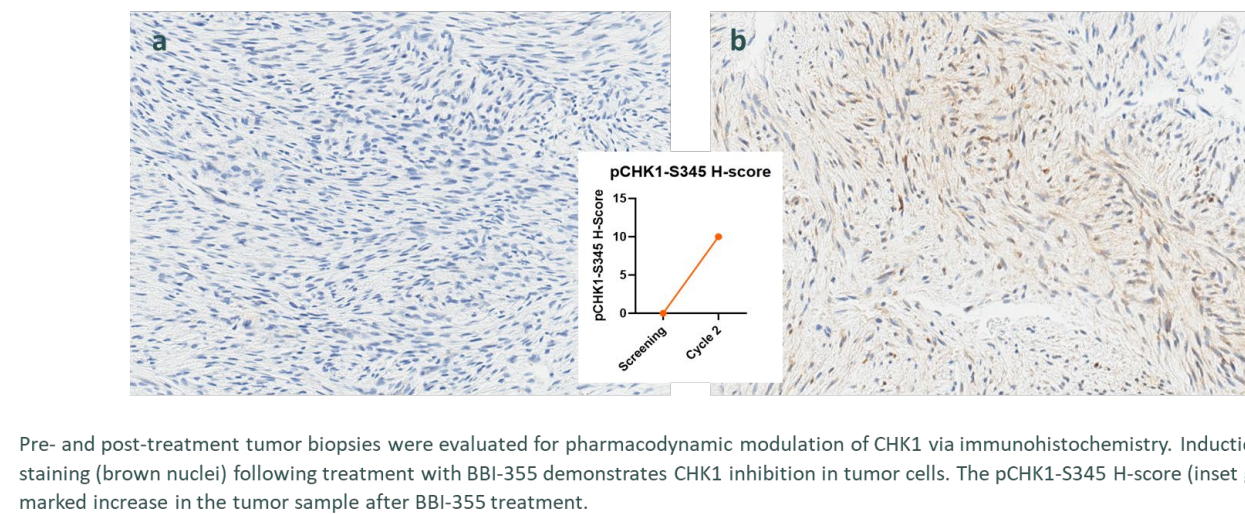 a
b
pCHK1-S345 H-score
pCHK1-S345 H-Score
15
10
5
0
Screening
Cycle 2
Pre- and post-treatment tumor biopsies were evaluated for pharmacodynamic modulation of CHK1 via immunohistochemistry.
staining (brown nuclei) following treatment with BBI-355 demonstrates CHK1 inhibition in tumor cells. The pCHK1-S345 H-score (inset
marked increase in the tumor sample after BBI-355 treatment.